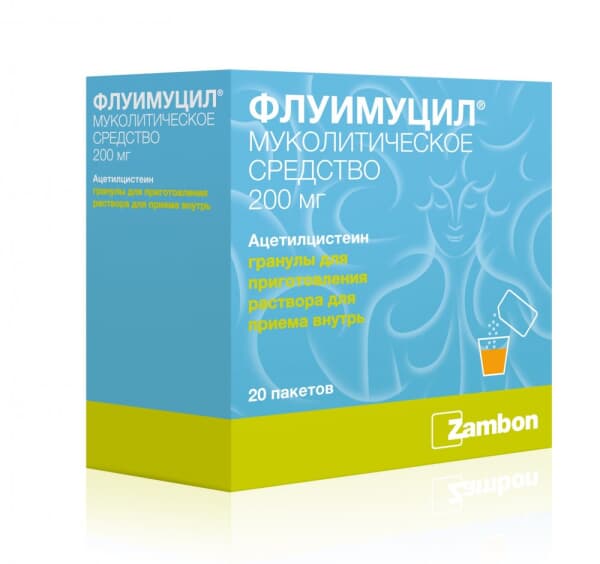 ФЛУИМУЦИЛ®
МУКОЛИТИЧЕСКОЕ
СРЕДСТВО
200 мг
Ацетилцистеин
гранулы для приготовления
раствора для приема внутрь
ФЛУИМУЦИЛ®
МУКОЛИТИЧЕСКОЕ
СРЕДСТВО
200 мг
Ацетилцистеин
гранулы для
приготовления
раствора для
приема внутрь
20 пакетов
Zambon